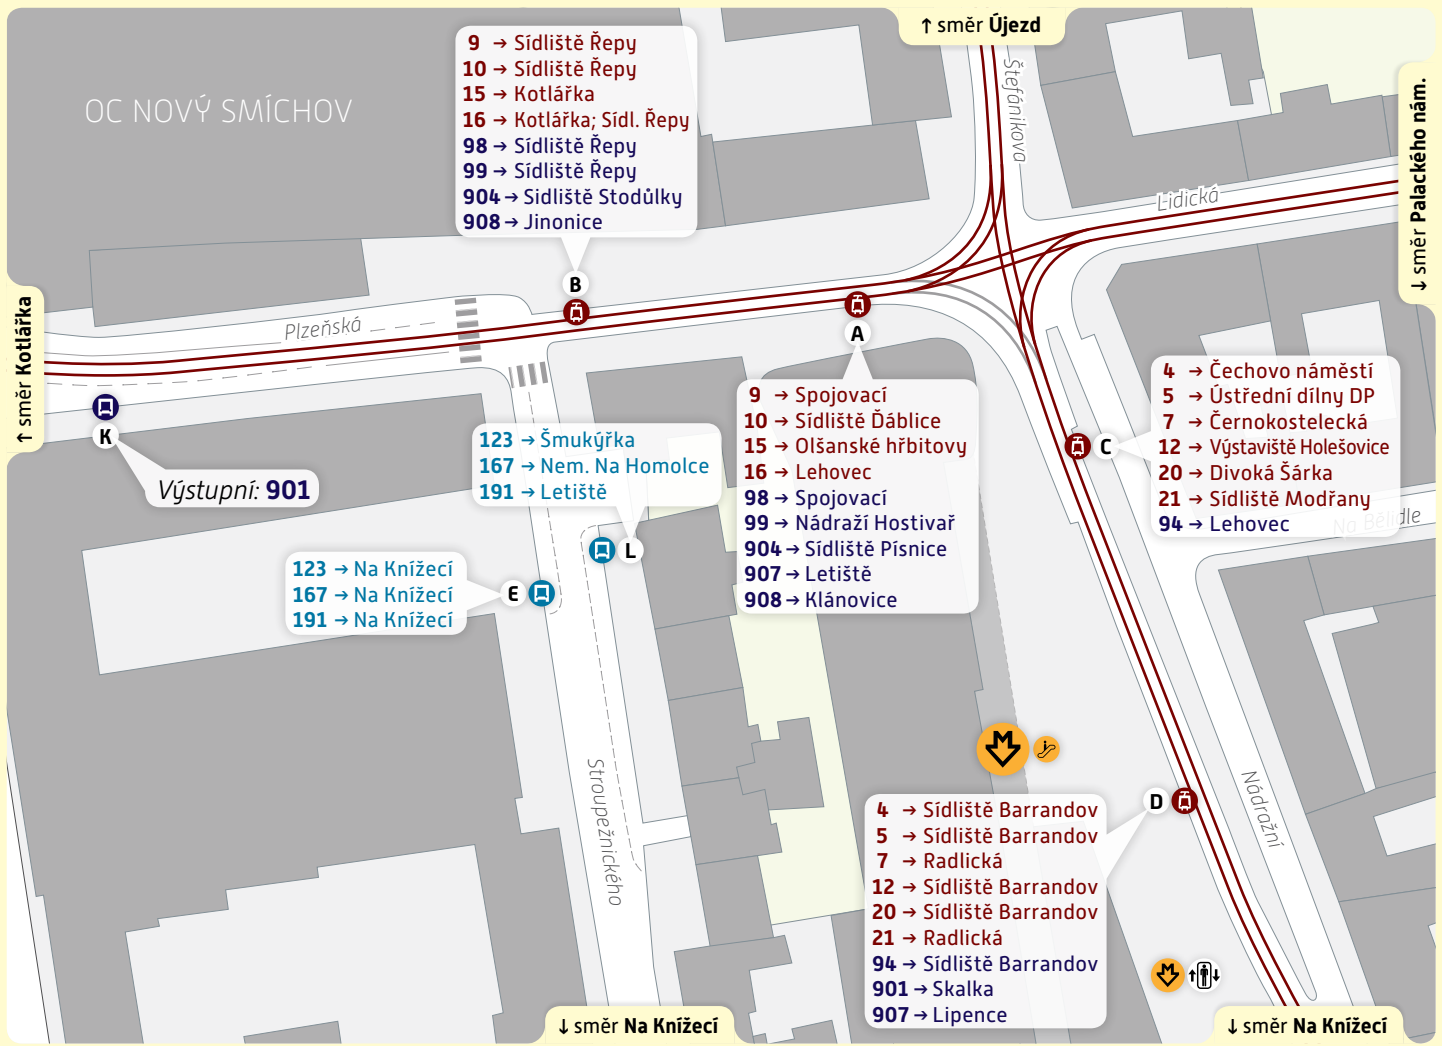 ↑ směr Újezd
OC NOVÝ SMÍCHOV
9 → Sídliště Řepy
10 → Sídliště Řepy
15 → Kotlářka
16 → Kotlářka; Sídl. Řepy
98 → Sídliště Řepy
99 → Sídliště Řepy
904 → Sidliště Stodůlky
908 → Jinonice
B
Štefánikova
Lidická
↓ směr Palackého nám.
↑ směr Kotlářka
Plzeňská
A
9 → Spojovací
10 → Sídliště Ďáblice
15 → Olšanské hřbitovy
16 → Lehovec
98 → Spojovací
99 → Nádraží Hostivař
904 → Sídliště Písnice
907 → Letiště
908 → Klánovice
4 → Čechovo náměstí
5 → Ústřední dílny DP
7 → Černokostelecká
12 → Výstaviště Holešovice
20 → Divoká Šárka
21 → Sídliště Modřany
94 → Lehovec
C
Na Bělidle
K
Výstupní: 901
123 → Šmukýřka
167 → Nem. Na Homolce
191 → Letiště
L
123 → Na Knížecí
167 → Na Knížecí
191 → Na Knížecí
E
Stroupežnického
M
D
Nádražní
4 → Sídliště Barrandov
5 → Sídliště Barrandov
7 → Radlická
12 → Sídliště Barrandov
20 → Sídliště Barrandov
21 → Radlická
94 → Sídliště Barrandov
901 → Skalka
907 → Lipence
M
↓ směr Na Knížecí
↓ směr Na Knížecí